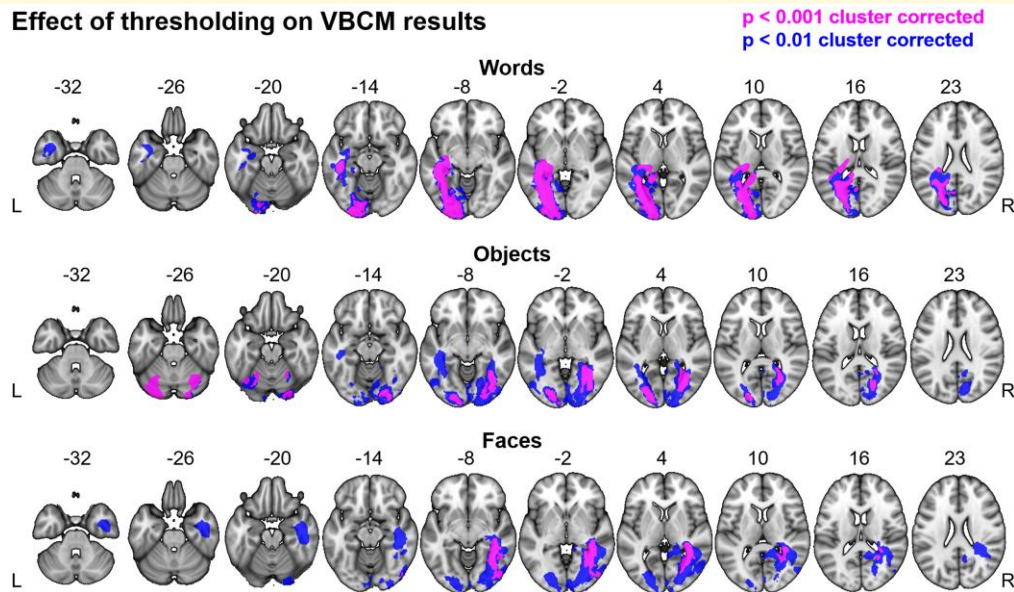 Effect of thresholding on VBCM results
p < 0.001 cluster corrected
p < 0.01 cluster corrected
Words
-32 -26 -20 -14 -8 -2 4 10 16 23
L R
Objects
-32 -26 -20 -14 -8 -2 4 10 16 23
L R
Faces
-32 -26 -20 -14 -8 -2 4 10 16 23
L R